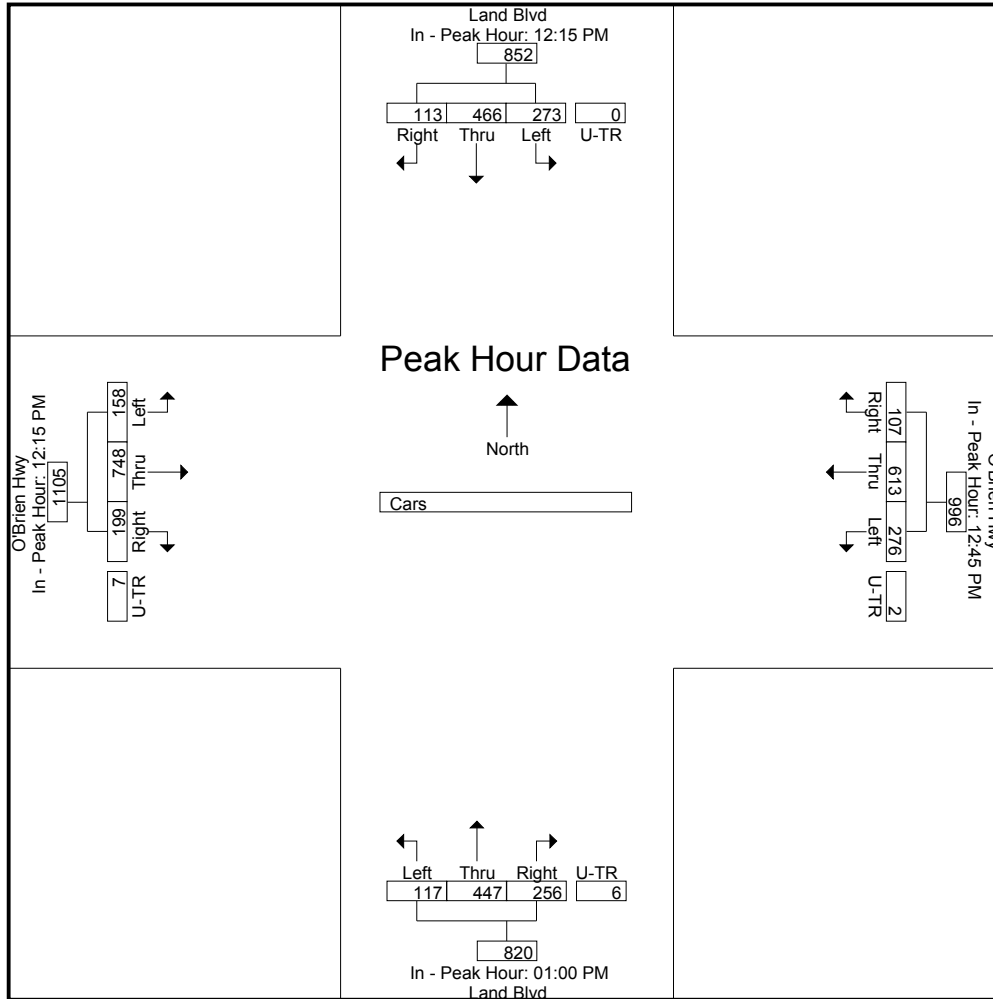 Land Blvd
In - Peak Hour: 12:15 PM
852
113 466 273 0
Right Thru Left U-TR
Peak Hour Data
North
Cars
O'Brien Hwy
In - Peak Hour: 12:15 PM
1105
158 748 199 7
Left Thru Right U-TR
O'Brien Hwy
In - Peak Hour: 12:45 PM
996
107 613 276 2
Right Thru Left U-TR
Left Thru Right U-TR
117 447 256 6
820
In - Peak Hour: 01:00 PM
Land Blvd